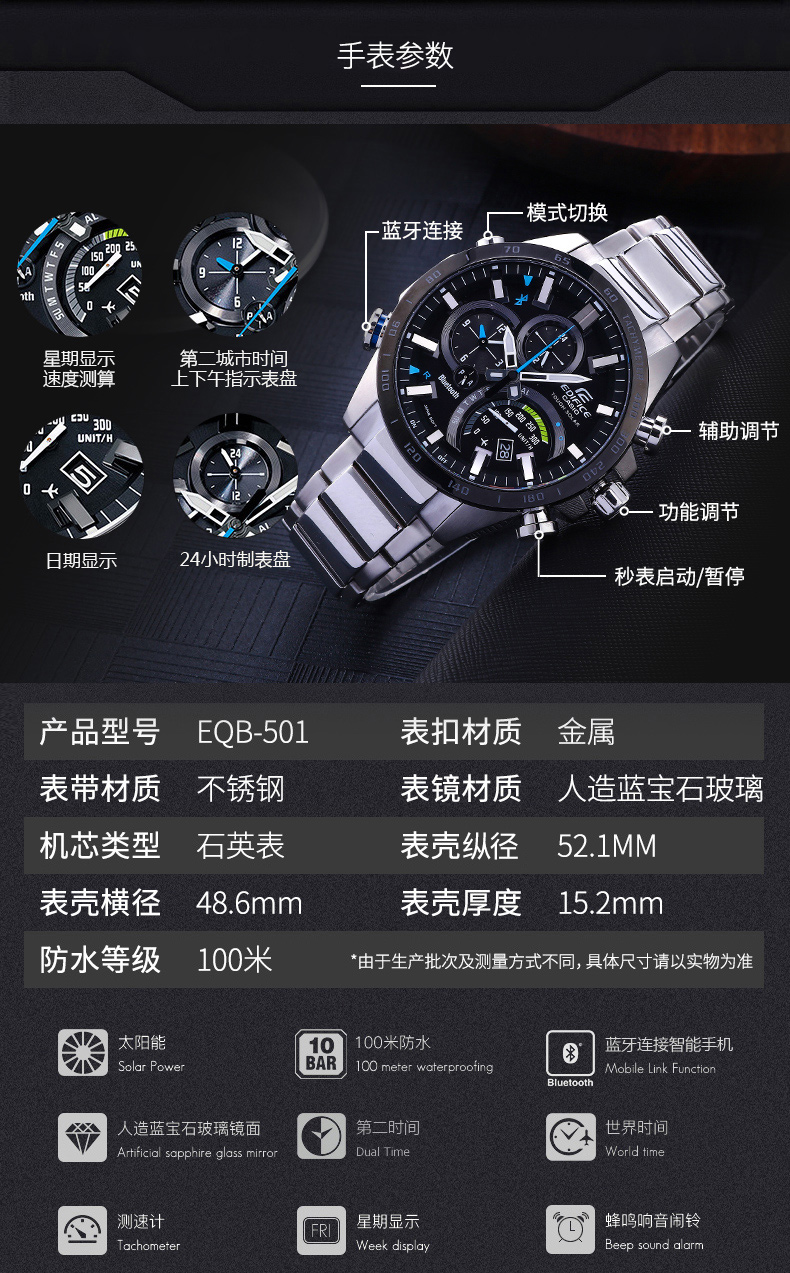 手表参数
模式切换
蓝牙连接
星期显示
速度测算
第二城市时间
上下午指示表盘
日期显示
24小时制表盘
辅助调节
功能调节
秒表启动/暂停
EDIFICE
CASIO
TOUGH SOLAR
Bluetooth
UNIT/H
产品型号 EQB-501 表扣材质 金属
表带材质 不锈钢 表镜材质 人造蓝宝石玻璃
机芯类型 石英表 表壳纵径 52.1MM
表壳横径 48.6mm 表壳厚度 15.2mm
防水等级 100米 *由于生产批次及测量方式不同，具体尺寸请以实物为准
太阳能
Solar Power
10
BAR
100米防水
100 meter waterproofing
Bluetooth
蓝牙连接智能手机
Mobile Link Function
人造蓝宝石玻璃镜面
Artificial sapphire glass mirror
第二时间
Dual Time
世界时间
World time
测速计
Tachometer
FRI
星期显示
Week display
蜂鸣响音闹铃
Beep sound alarm